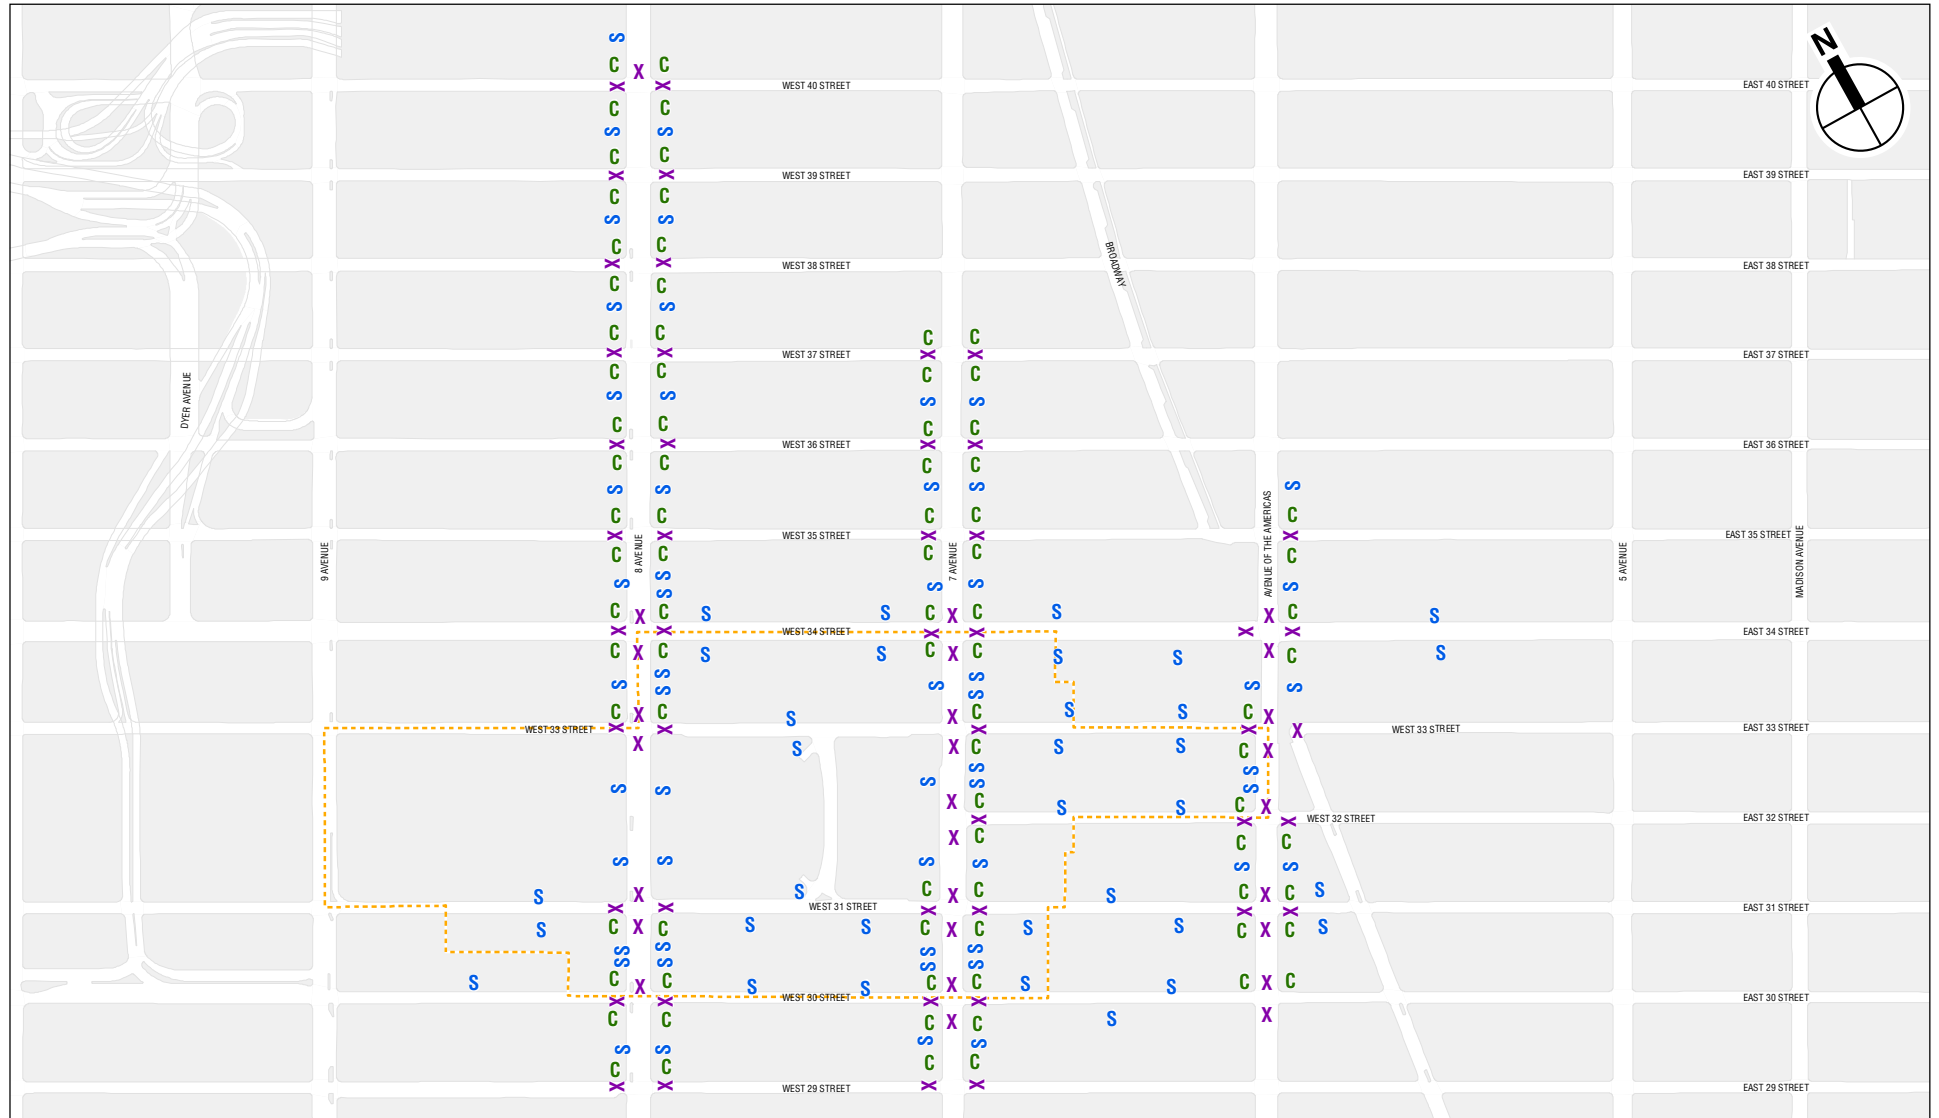 N
S
C X C
X X WEST 40 STREET EAST 40 STREET
C C
S S
C C
X X WEST 39 STREET EAST 39 STREET
C C
S S
C C
BROADWAY
X X WEST 38 STREET EAST 38 STREET
C C
S S
C C C C
X X WEST 37 STREET X X EAST 37 STREET
C C C C
S S S S
DYER AVENUE
C C C C
X X WEST 36 STREET X X EAST 36 STREET
C C C C
S S S S S
C C C C C
X X WEST 35 STREET X X X EAST 35 STREET
9 AVENUE
8 AVENUE
7 AVENUE
AVENUE OF THE AMERICAS
5 AVENUE
MADISON AVENUE
C C C C C
S S S S S
S
C X C S S C X C S X C S
X X WEST 34 STREET X X X X EAST 34 STREET
C X C S S C X C S S X C S
S S S S
S S S S
C X C S X C S S C X
X WEST 33 STREET X X X X WEST 33 STREET EAST 33 STREET
X S X C S S C X
S S S S S
S S
X C S S C X
X X X WEST 32 STREET EAST 32 STREET
X C C C
S S S S S S
S X S C X C S C X C S
X X WEST 31 STREET X X X X EAST 31 STREET
S C X C S S C X C S S C X C S
S S S S
S S S S
S C X C S S C X C S S C X C
X X WEST 30 STREET X X EAST 30 STREET
C C C X C S X
S S S S
C C C C
X X WEST 29 STREET X X EAST 29 STREET